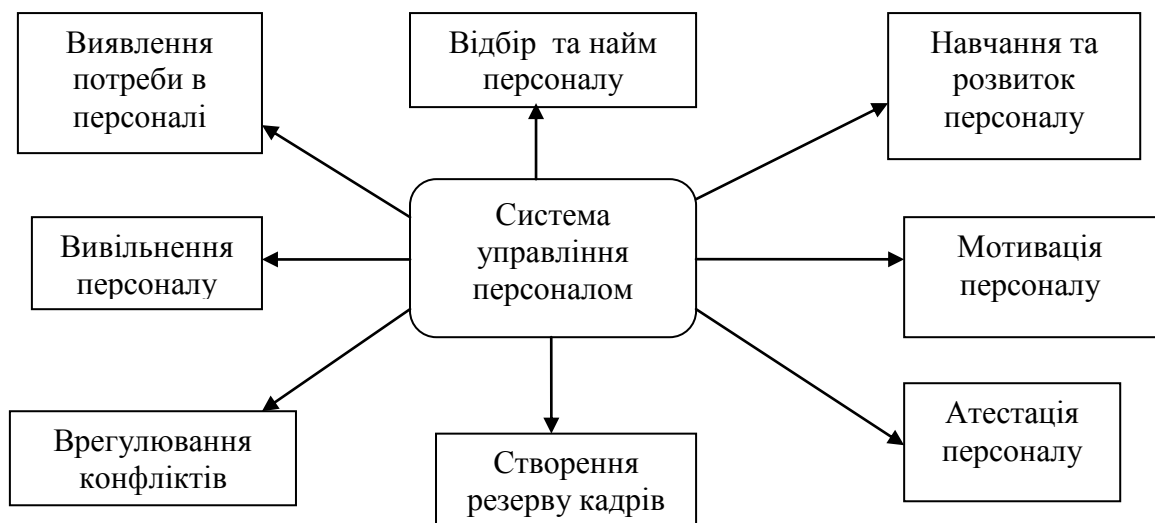 Виявлення
потреби в
персоналі
Відбір та найм
персоналу
Навчання та
розвиток
персоналу
Система
управління
персоналом
Вивільнення
персоналу
Мотивація
персоналу
Врегулювання
конфліктів
Створення
резерву кадрів
Атестація
персоналу